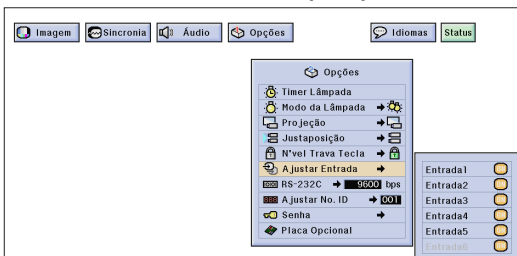 Imagem Sincronia Áudio Opções Idiomas Status
Opções
Timer Lâmpada
Modo da Lâmpada
Projeção
Justaposição
N'vel Trava Tecla
Ajustar Entrada
RS-232C 9600 bps
Ajustar No. ID 001
Senha
Placa Opcional
Entrada1
Entrada2
Entrada3
Entrada4
Entrada5
Entrada6